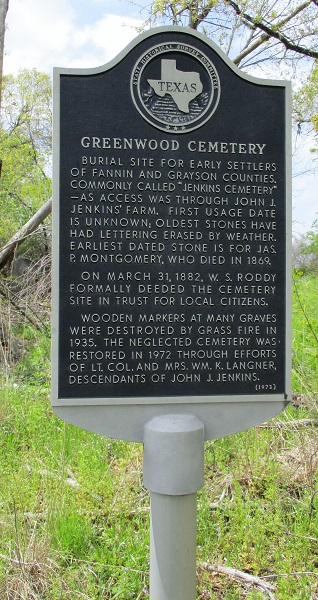 STATE HISTORICAL SURVEY COMMITTEE
TEXAS
GREENWOOD CEMETERY
BURIAL SITE FOR EARLY SETTLERS
OF FANNIN AND GRAYSON COUNTIES.
COMMONLY CALLED "JENKINS CEMETERY"
—AS ACCESS WAS THROUGH JOHN J.
JENKINS' FARM. FIRST USAGE DATE
IS UNKNOWN; OLDEST STONES HAVE
HAD LETTERING ERASED BY WEATHER.
EARLIEST DATED STONE IS FOR JAS.
P. MONTGOMERY, WHO DIED IN 1869.
ON MARCH 31, 1882, W. S. RODDY
FORMALLY DEEDED THE CEMETERY
SITE IN TRUST FOR LOCAL CITIZENS.
WOODEN MARKERS AT MANY GRAVES
WERE DESTROYED BY GRASS FIRE IN
1935. THE NEGLECTED CEMETERY WAS
RESTORED IN 1972 THROUGH EFFORTS
OF LT. COL. AND MRS. WM. K. LANGNER,
DESCENDANTS OF JOHN J. JENKINS.
(1972)